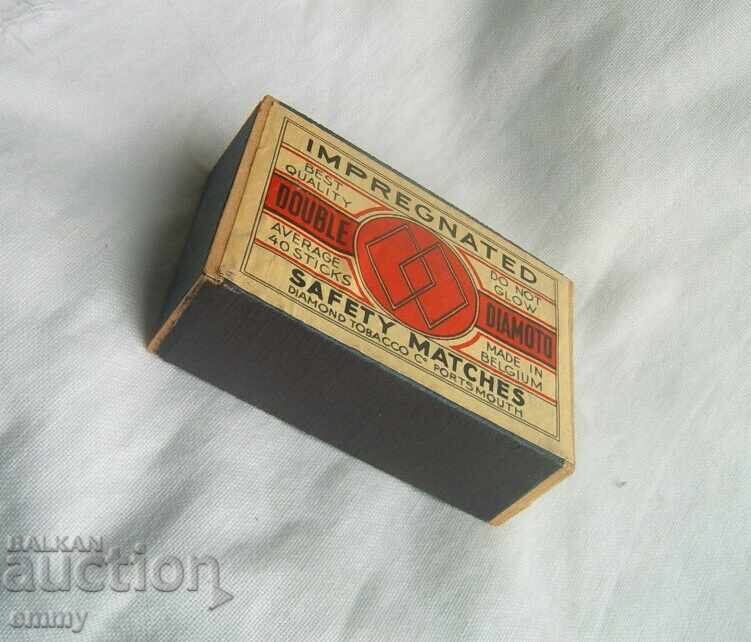 IMPREGNATED
BEST QUALITY
DO NOT GLOW
DOUBLE DIAMOTO
AVERAGE 40 STICKS
MADE IN BELGIUM
SAFETY MATCHES
DIAMOND TOBACCO Co PORTSMOUTH
BALKAN
auction
emmy